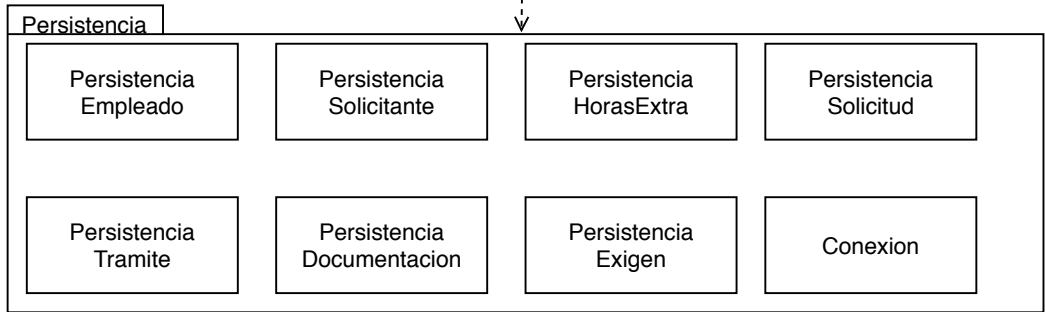 Persistencia
Persistencia
Empleado
Persistencia
Solicitante
Persistencia
HorasExtra
Persistencia
Solicitud
Persistencia
Tramite
Persistencia
Documentacion
Persistencia
Exigen
Conexion